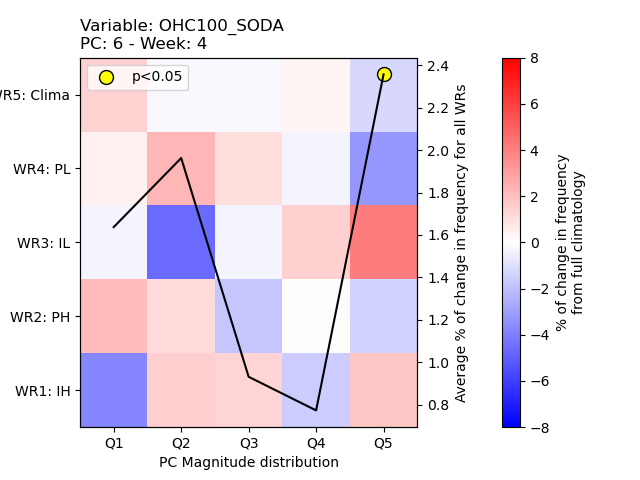 Variable: OHC100_SODA
PC: 6 - Week: 4
p<0.05
WR5: Clima
WR4: PL
WR3: IL
WR2: PH
WR1: IH
Q1 Q2 Q3 Q4 Q5
PC Magnitude distribution
2.4
2.2
2.0
1.8
1.6
1.4
1.2
1.0
0.8
Average % of change in frequency for all WRs
8
6
4
2
0
−2
−4
−6
−8
% of change in frequency
from full climatology